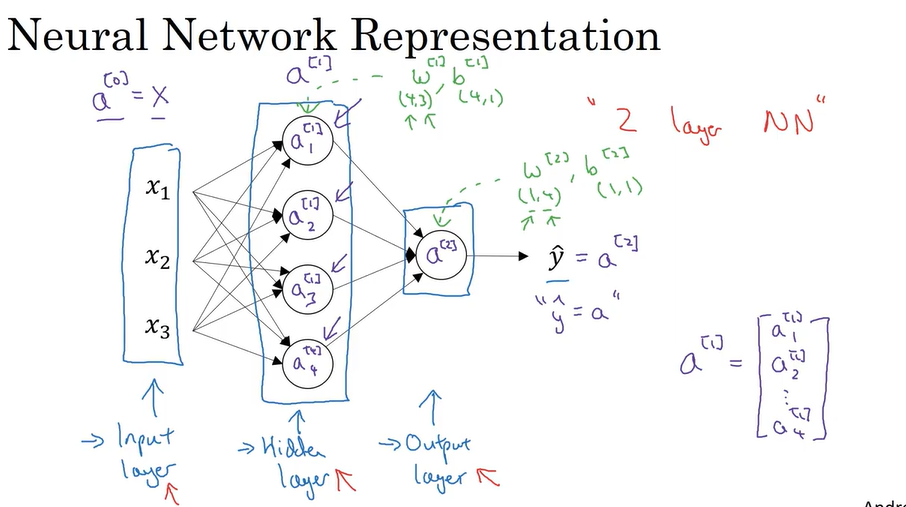 Neural Network Representation
a^[0] = X
a^[1]
w^[1], b^[1]
(4,3) (4,1)
"2 layer NN"
x₁
x₂
x₃
a₁^[1]
a₂^[1]
a₃^[1]
a₄^[1]
w^[2], b^[2]
(1,4) (1,1)
a^[2]
ŷ = a^[2]
"ŷ = a"
a^[1] = [a₁^[1]
a₂^[1]
⋮
a₄^[1]]
→ Input layer
→ Hidden layer
→ Output layer